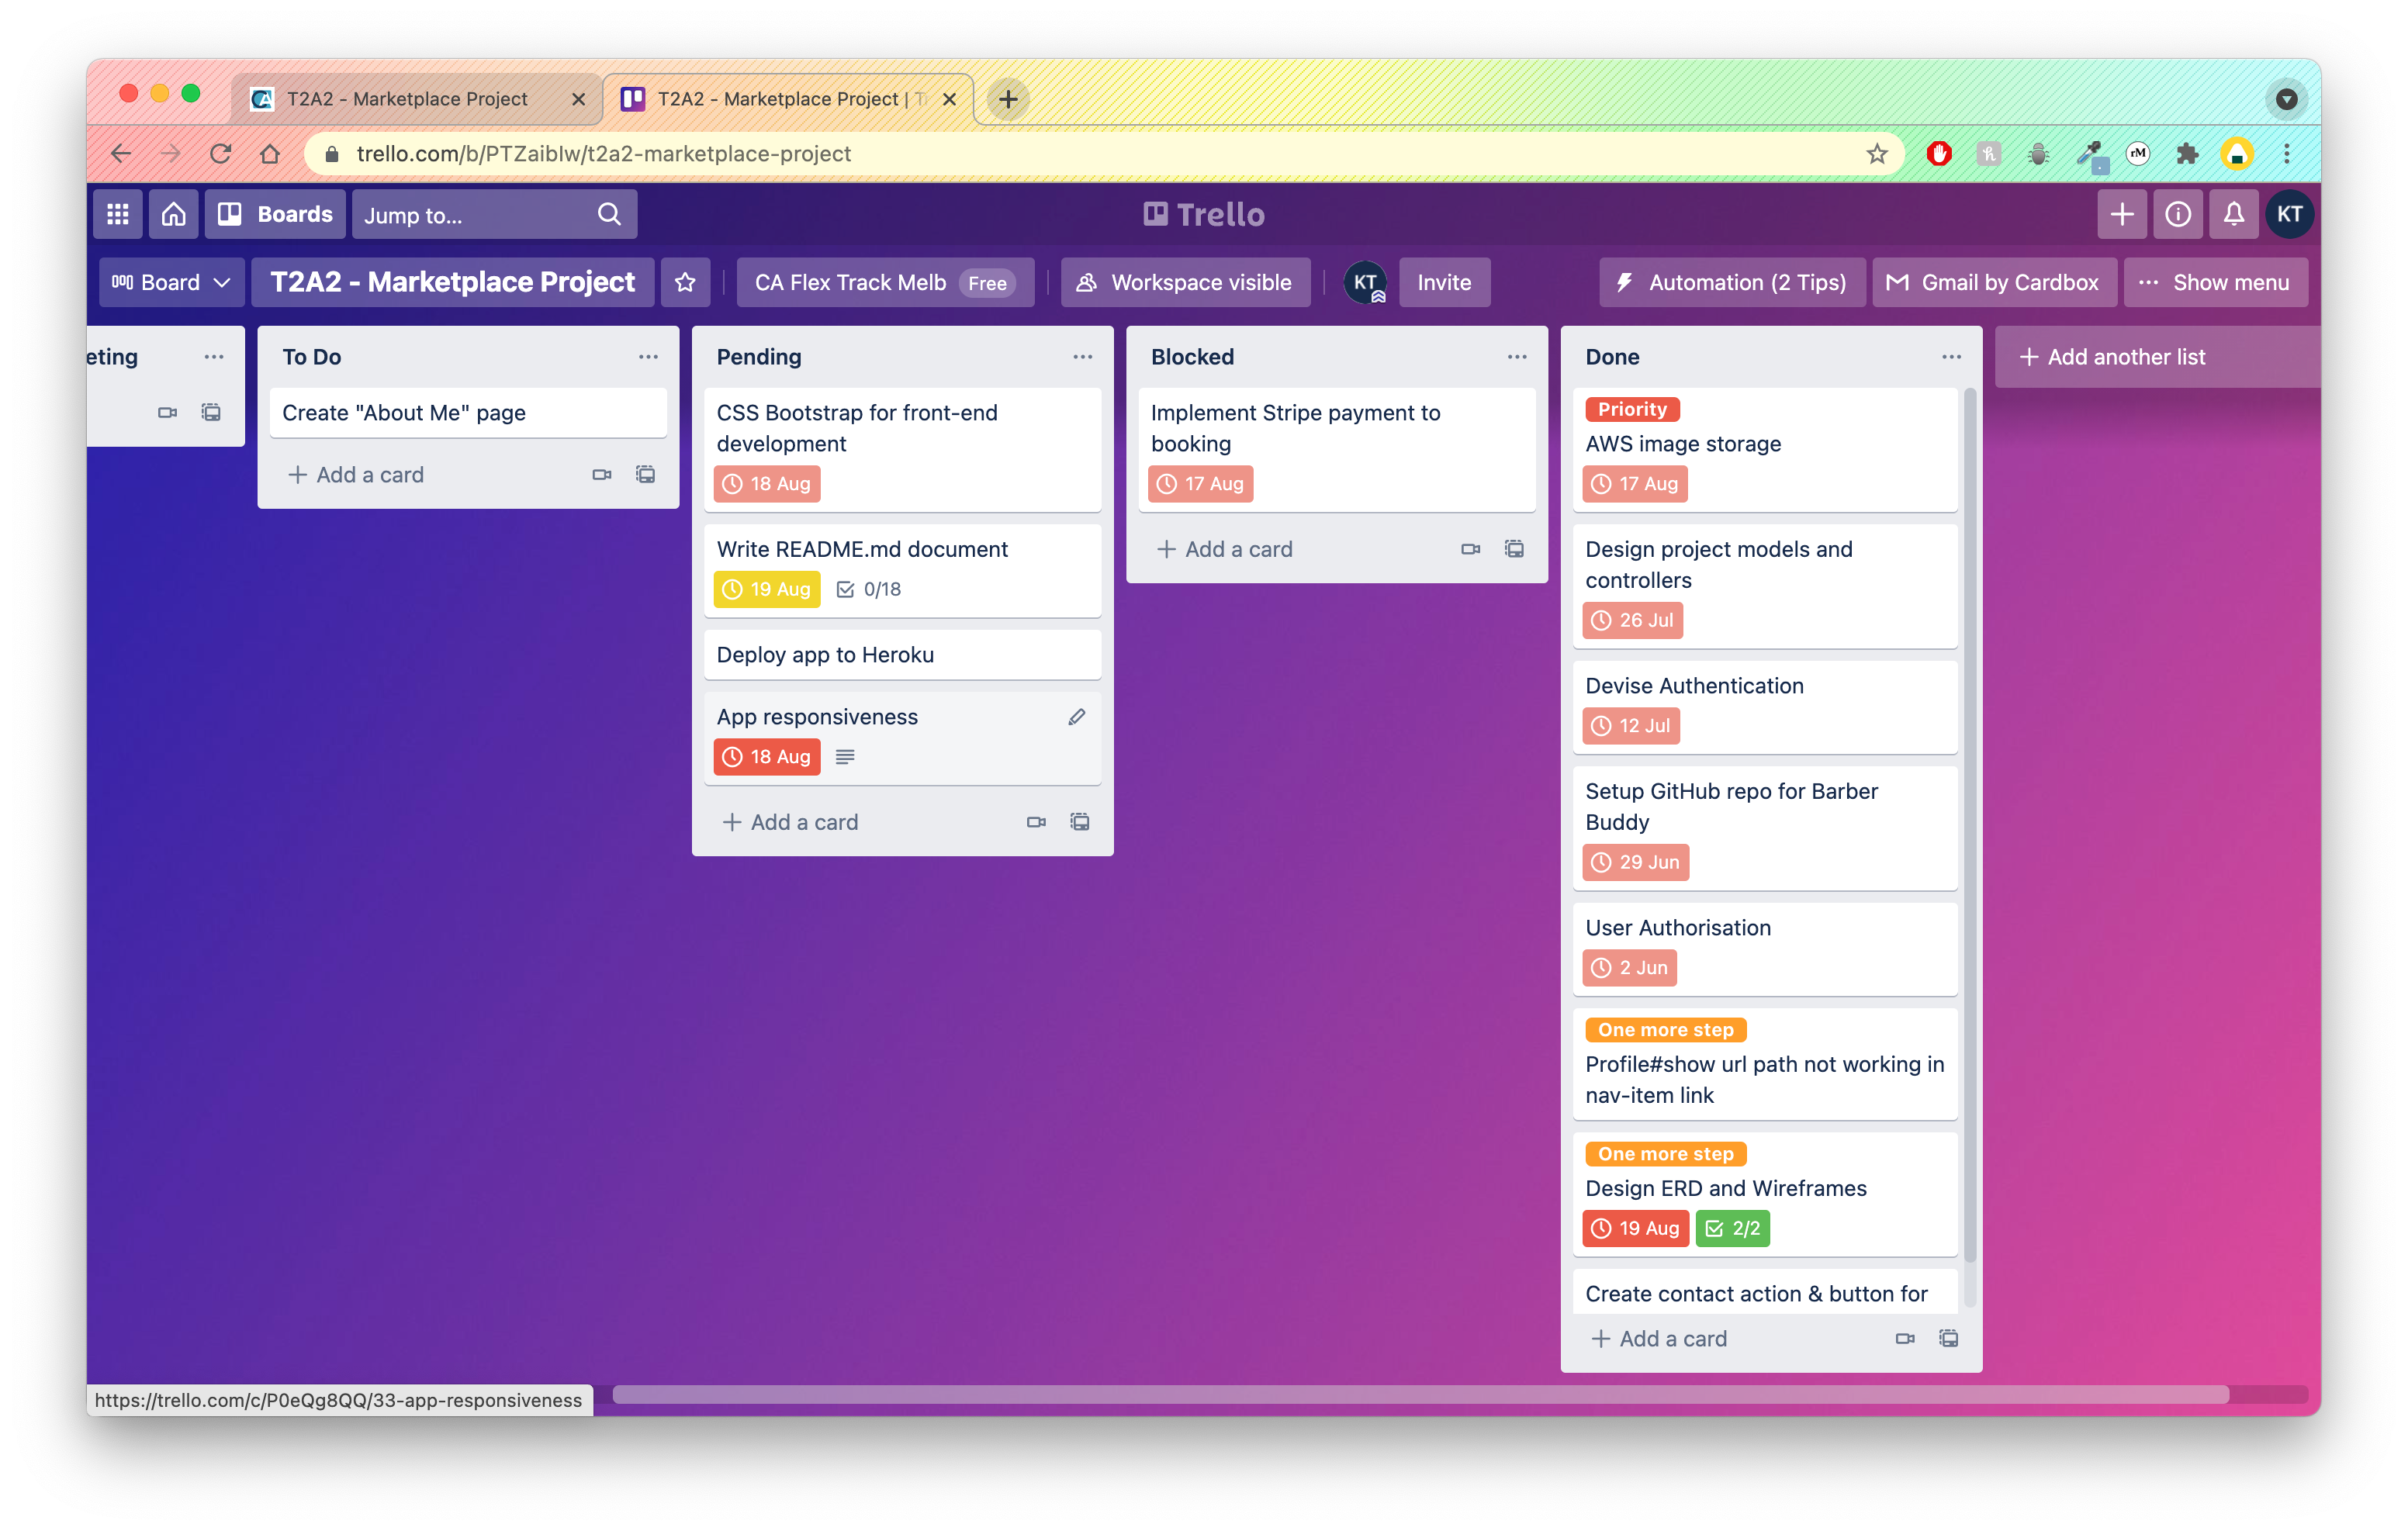 T2A2 - Marketplace Project
T2A2 - Marketplace Project | Tr
trello.com/b/PTZaiblw/t2a2-marketplace-project
rM
Boards
Jump to...
Trello
KT
Board
T2A2 - Marketplace Project
CA Flex Track Melb Free
Workspace visible
KT
Invite
Automation (2 Tips)
Gmail by Cardbox
Show menu
eting
To Do
Create "About Me" page
Add a card
Pending
CSS Bootstrap for front-end
development
18 Aug
Write README.md document
19 Aug 0/18
Deploy app to Heroku
App responsiveness
18 Aug
Add a card
Blocked
Implement Stripe payment to
booking
17 Aug
Add a card
Done
Priority
AWS image storage
17 Aug
Design project models and
controllers
26 Jul
Devise Authentication
12 Jul
Setup GitHub repo for Barber
Buddy
29 Jun
User Authorisation
2 Jun
One more step
Profile#show url path not working in
nav-item link
One more step
Design ERD and Wireframes
19 Aug 2/2
Create contact action & button for
Add a card
Add another list
https://trello.com/c/P0eQg8QQ/33-app-responsiveness